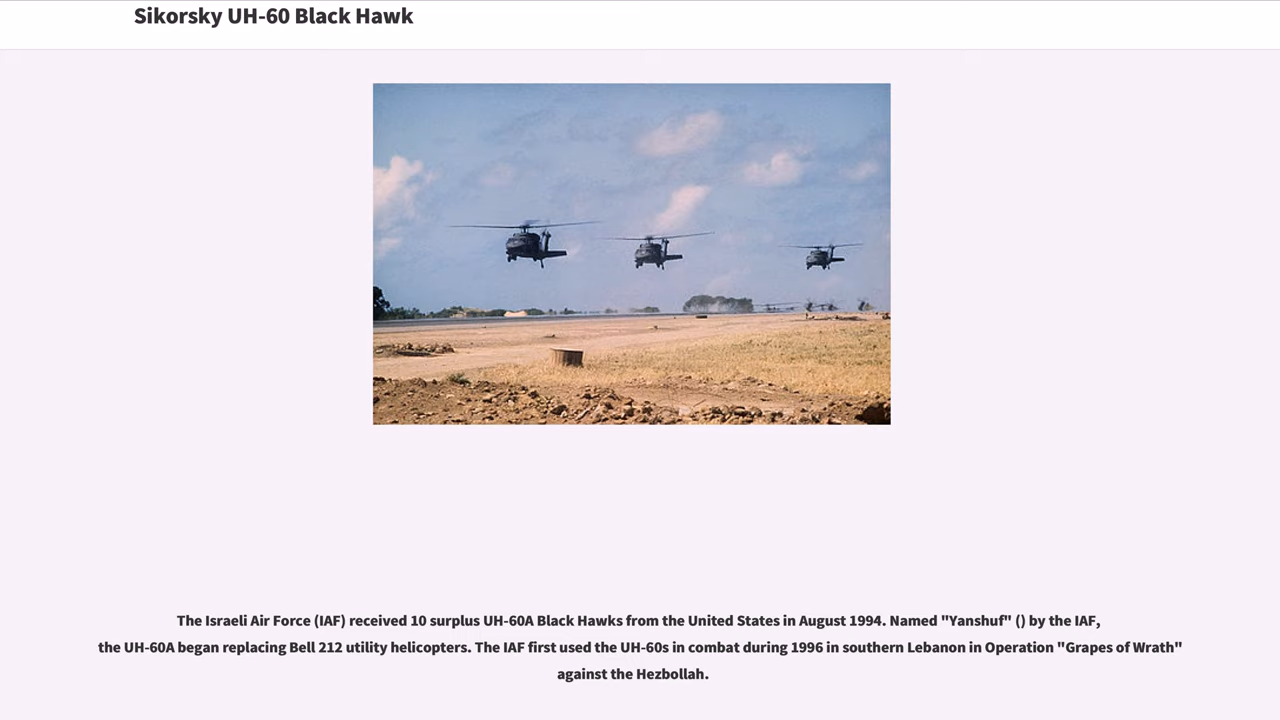 Sikorsky UH-60 Black Hawk
The Israeli Air Force (IAF) received 10 surplus UH-60A Black Hawks from the United States in August 1994. Named "Yanshuf" () by the IAF,
the UH-60A began replacing Bell 212 utility helicopters. The IAF first used the UH-60s in combat during 1996 in southern Lebanon in Operation "Grapes of Wrath"
against the Hezbollah.